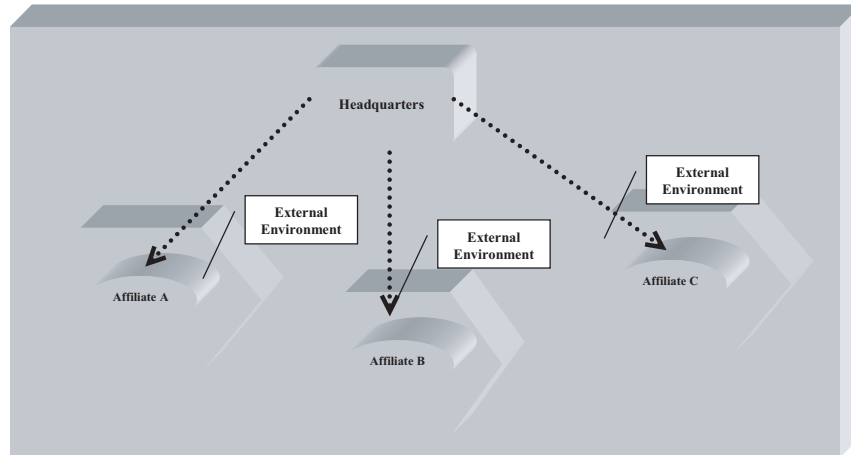 Headquarters
External
Environment
External
Environment
External
Environment
Affiliate A
Affiliate C
Affiliate B